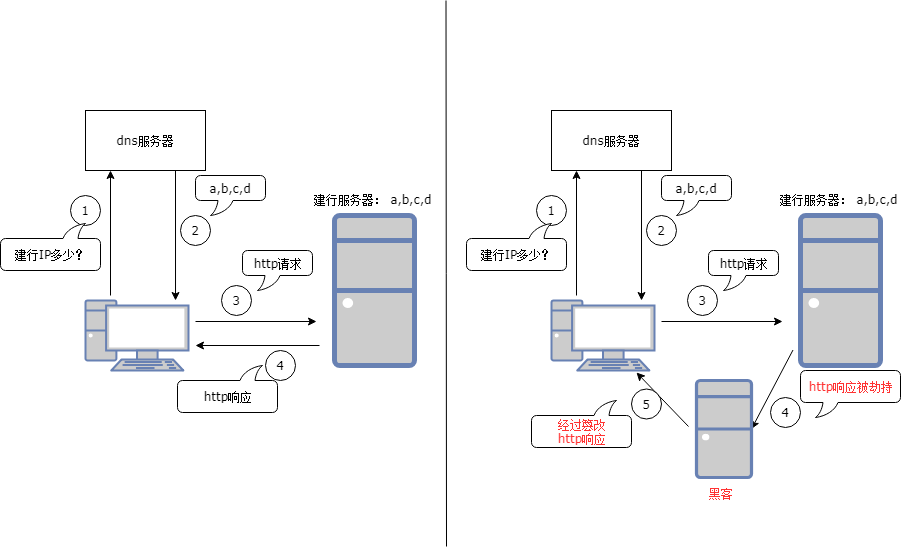 dns服务器
a,b,c,d
1
2
建行IP多少?
建行服务器: a,b,c,d
http请求
3
4
http响应
dns服务器
a,b,c,d
1
2
建行IP多少?
建行服务器: a,b,c,d
http请求
3
http响应被劫持
4
5
经过篡改
http响应
黑客